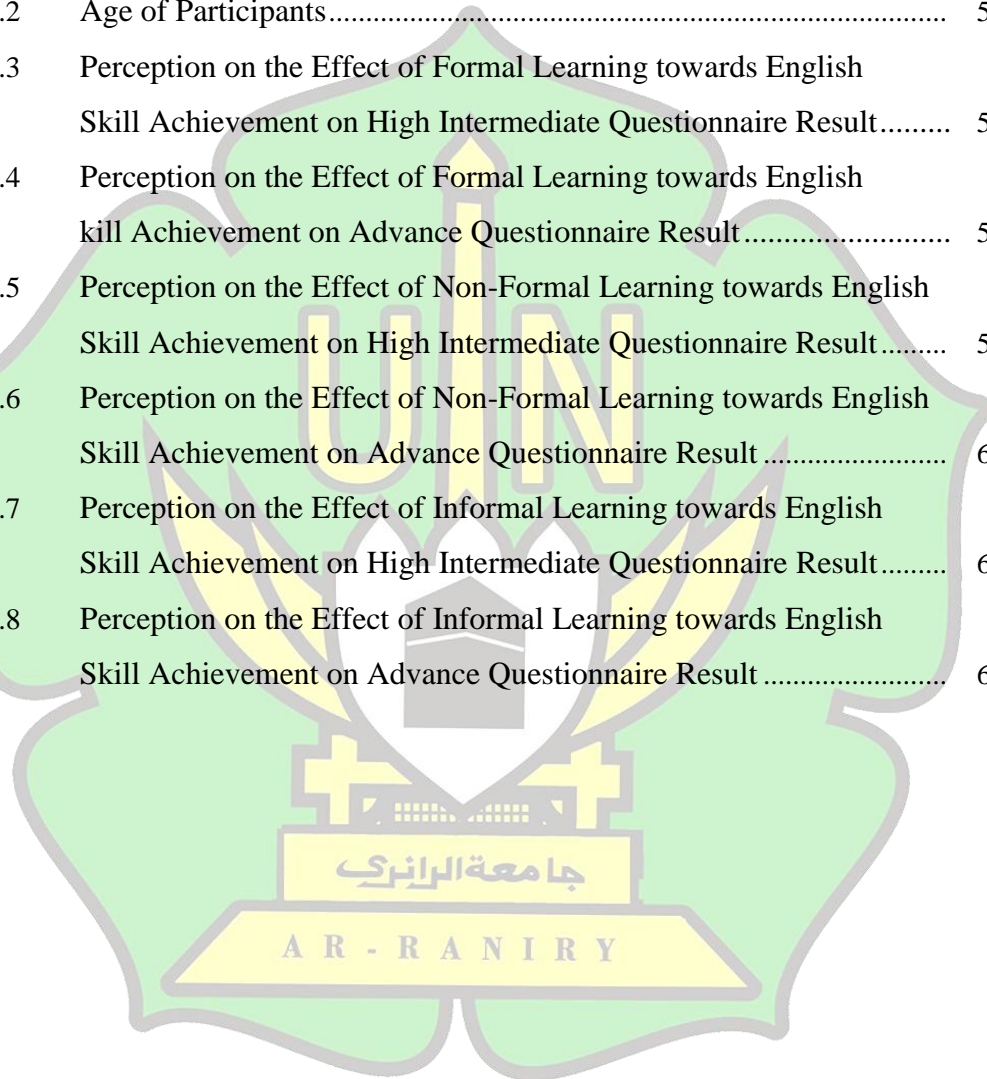 .2 Age of Participants........................................................................... 5
.3 Perception on the Effect of Formal Learning towards English
Skill Achievement on High Intermediate Questionnaire Result......... 5
.4 Perception on the Effect of Formal Learning towards English
kill Achievement on Advance Questionnaire Result.......................... 5
.5 Perception on the Effect of Non-Formal Learning towards English
Skill Achievement on High Intermediate Questionnaire Result......... 5
.6 Perception on the Effect of Non-Formal Learning towards English
Skill Achievement on Advance Questionnaire Result ........................ 6
.7 Perception on the Effect of Informal Learning towards English
Skill Achievement on High Intermediate Questionnaire Result......... 6
.8 Perception on the Effect of Informal Learning towards English
Skill Achievement on Advance Questionnaire Result ........................ 6
UIN
جامعةالرانري
AR-RANIRY